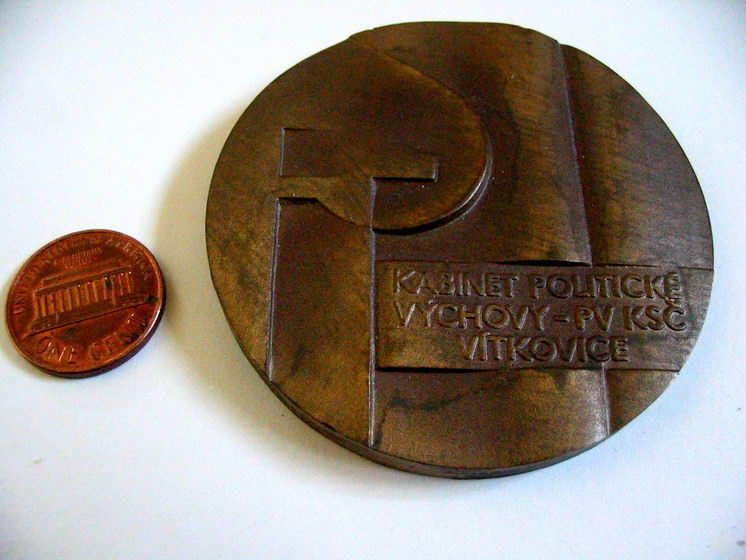 UNITED STATES OF AMERICA
ONE CENT
KABINET POLITICKÉ
VÝCHOVY-PV KSČ
VÍTKOVICE